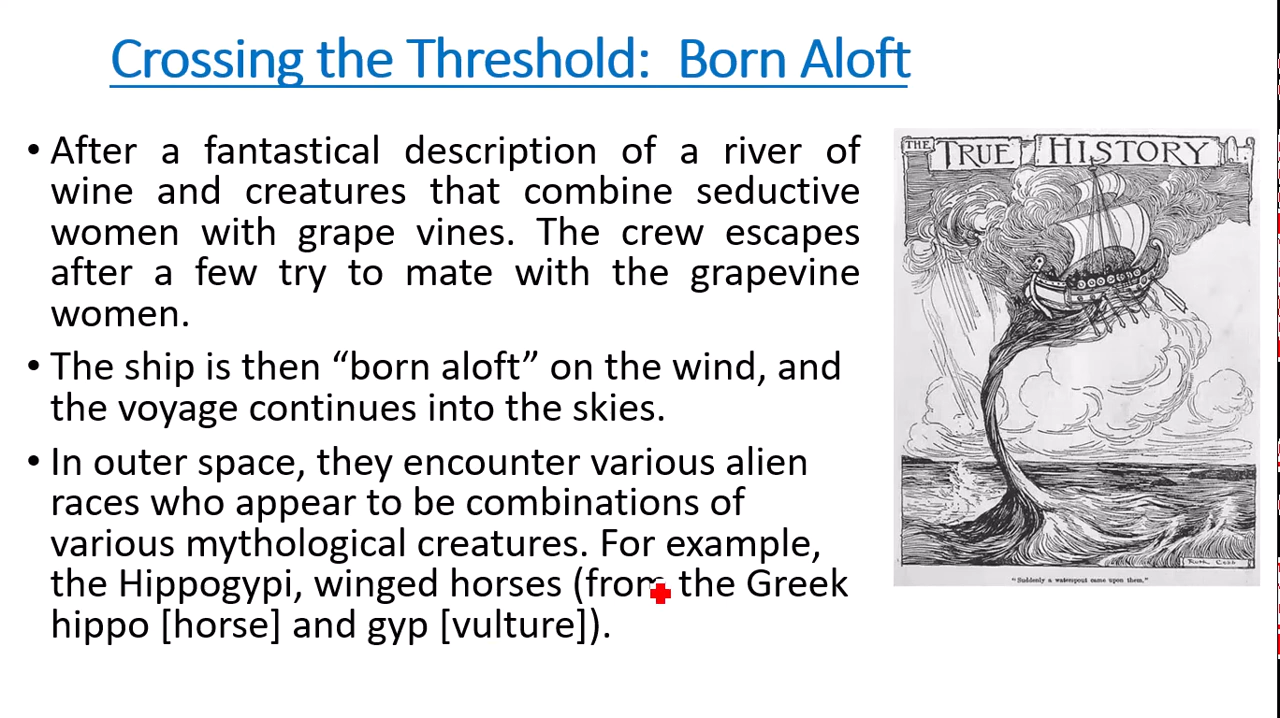 Crossing the Threshold: Born Aloft
• After a fantastical description of a river of
wine and creatures that combine seductive
women with grape vines. The crew escapes
after a few try to mate with the grapevine
women.
• The ship is then “born aloft” on the wind, and
the voyage continues into the skies.
• In outer space, they encounter various alien
races who appear to be combinations of
various mythological creatures. For example,
the Hippogypi, winged horses (from the Greek
hippo [horse] and gyp [vulture]).
THE TRUE HISTORY
Ruth Cobb
"Suddenly a waterspout came upon them."